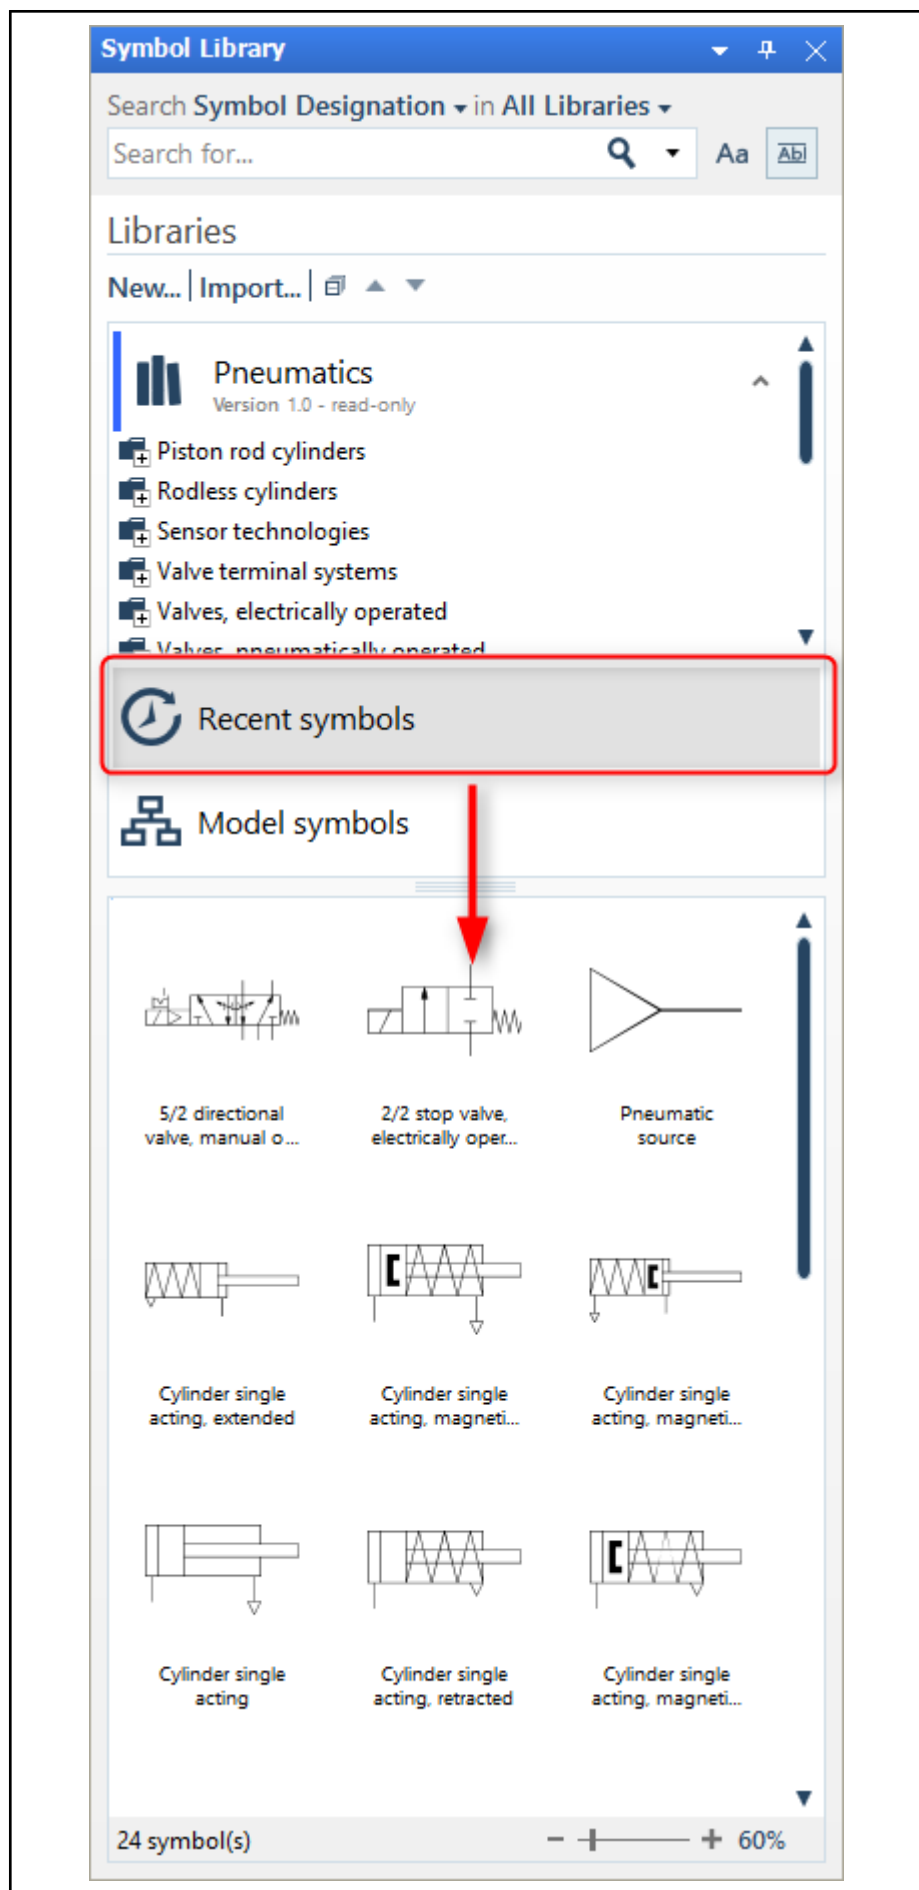 Symbol Library
Search Symbol Designation in All Libraries
Search for...
Aa
Abl
Libraries
New... Import...
Pneumatics
Version 1.0 - read-only
Piston rod cylinders
Rodless cylinders
Sensor technologies
Valve terminal systems
Valves, electrically operated
Valves, pneumatically operated
Recent symbols
Model symbols
5/2 directional
valve, manual o...
2/2 stop valve,
electrically oper...
Pneumatic
source
Cylinder single
acting, extended
Cylinder single
acting, magneti...
Cylinder single
acting, magneti...
Cylinder single
acting
Cylinder single
acting, retracted
Cylinder single
acting, magneti...
24 symbol(s)
60%